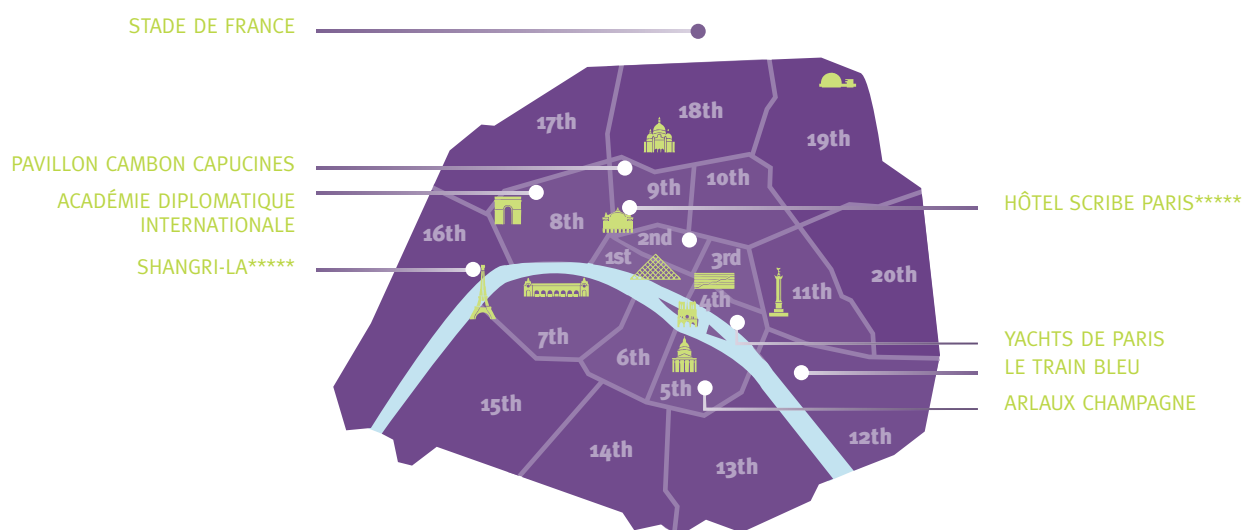 STADE DE FRANCE
18th
17th
19th
PAVILLON CAMBON CAPUCINES
10th
9th
ACADÉMIE DIPLOMATIQUE
INTERNATIONALE
HÔTEL SCRIBE PARIS*****
8th
16th
2nd
1st
3rd
SHANGRI-LA*****
20th
11th
4th
7th
YACHTS DE PARIS
6th
LE TRAIN BLEU
5th
15th
ARLAUX CHAMPAGNE
12th
14th
13th